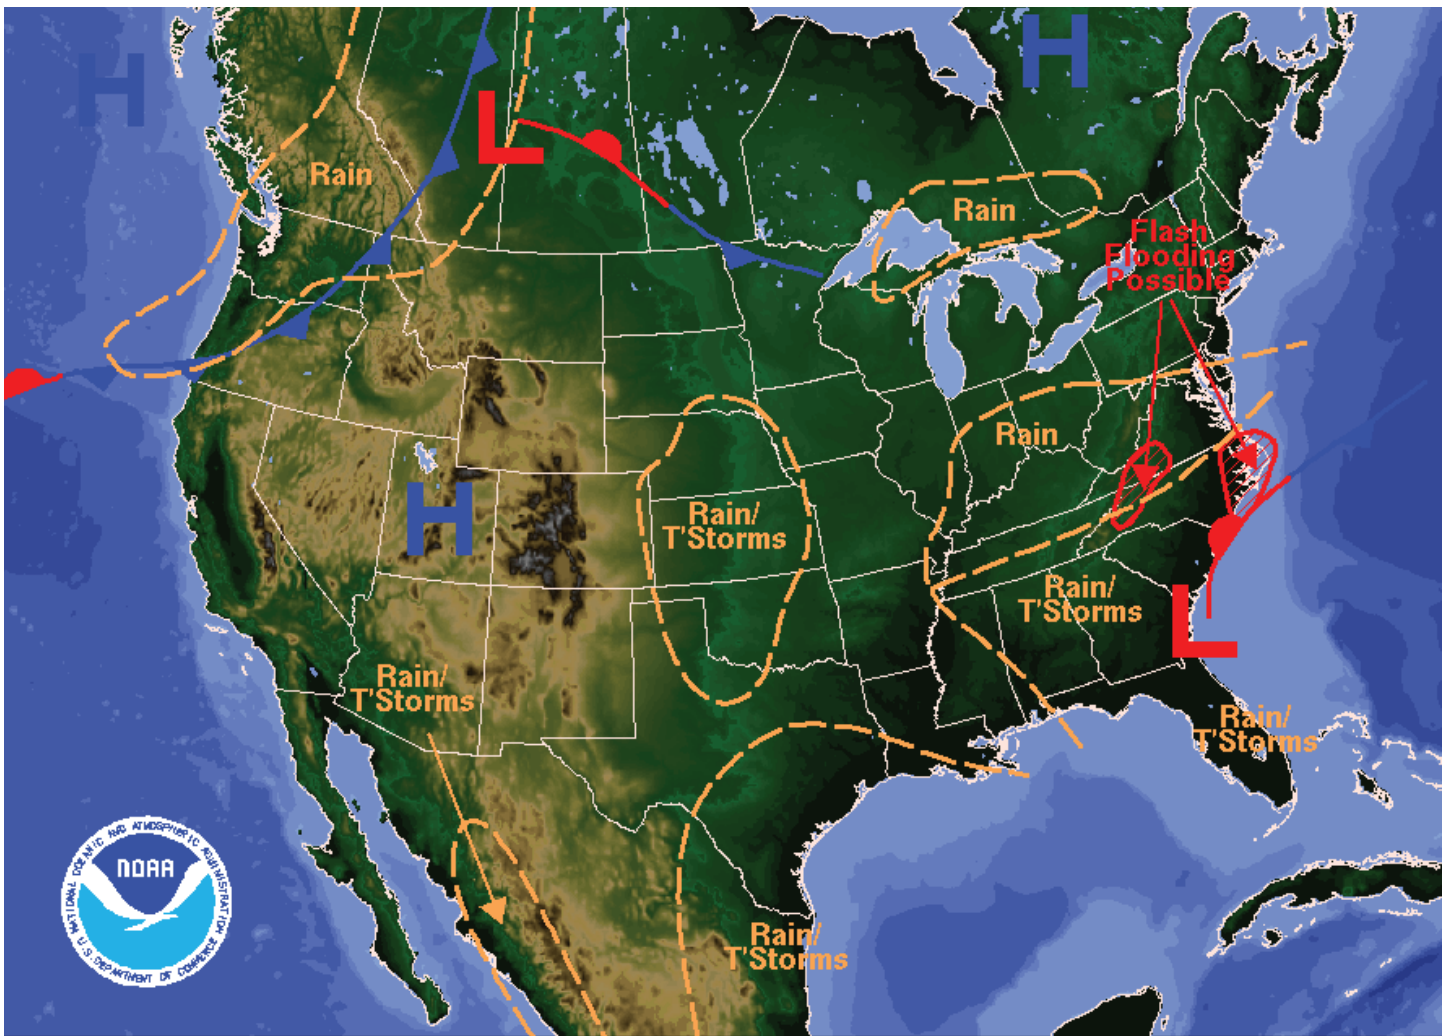 H
H
L
Rain
Rain
Flash
Flooding
Possible
Rain
H
Rain/
T'Storms
Rain/
T'Storms
L
Rain/
T'Storms
Rain/
T'Storms
Rain/
T'Storms
NATIONAL OCEANIC AND ATMOSPHERIC ADMINISTRATION
NOAA
U.S. DEPARTMENT OF COMMERCE